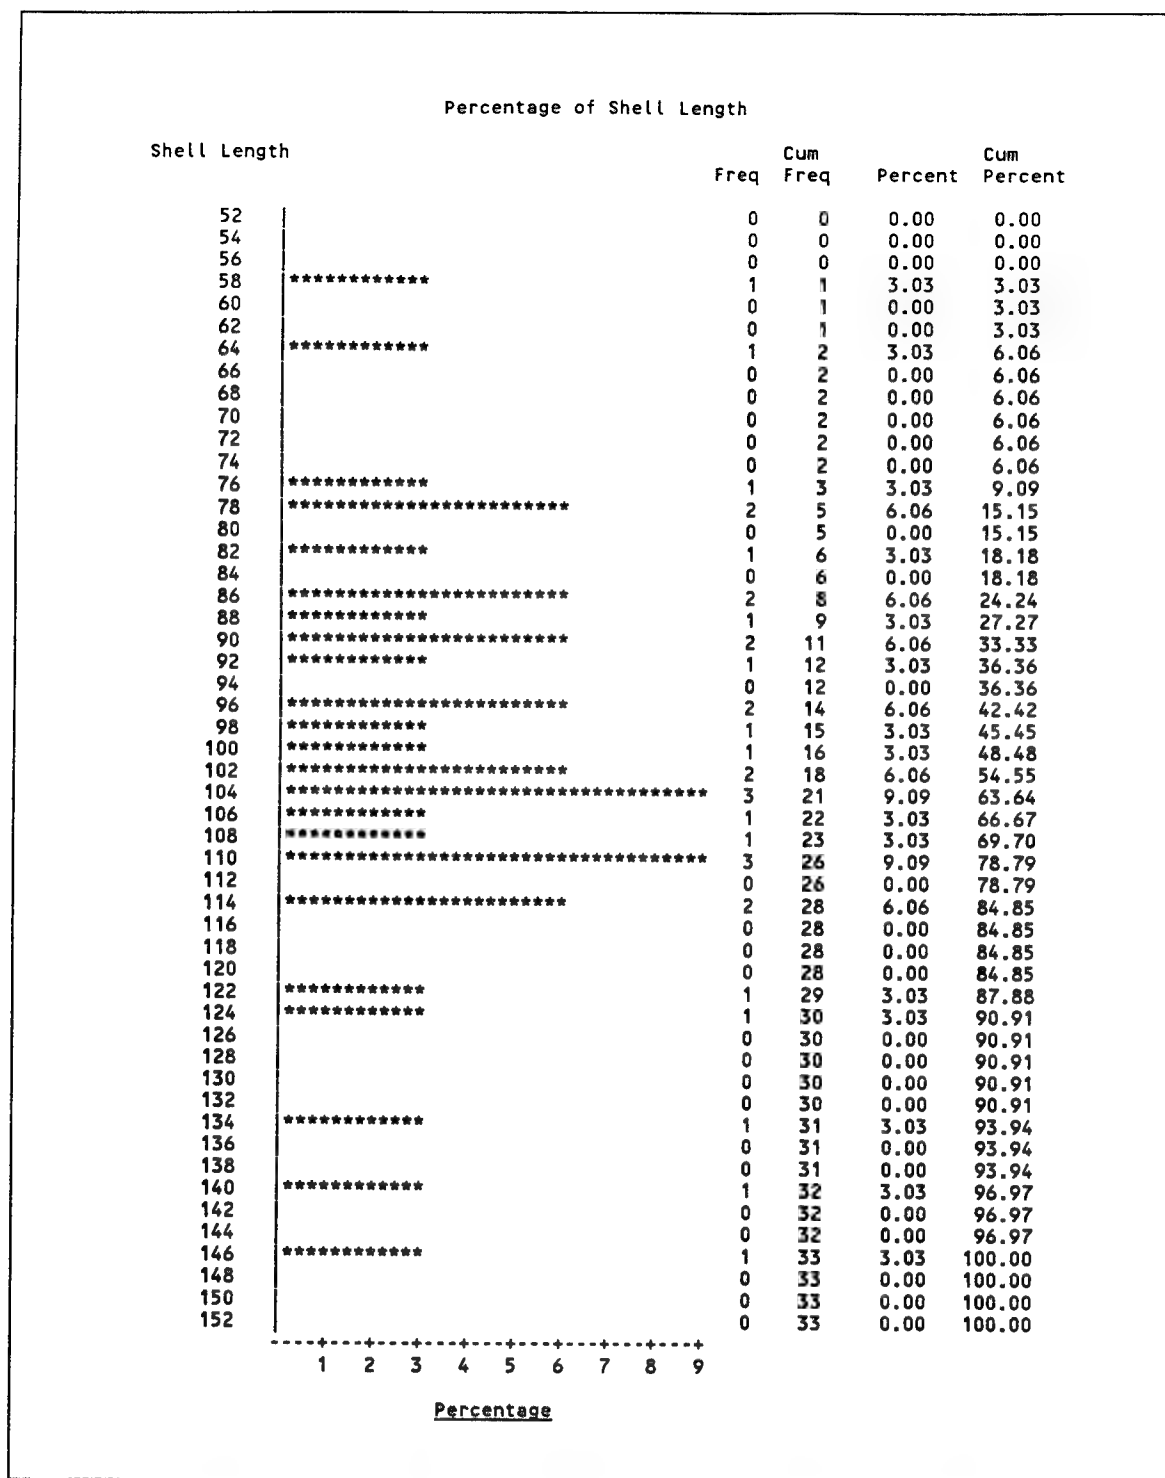 Percentage of Shell Length
Shell Length Cum Cum
Freq Freq Percent Percent
52 0 0 0.00 0.00
54 0 0 0.00 0.00
56 0 0 0.00 0.00
58 ************ 1 1 3.03 3.03
60 0 1 0.00 3.03
62 0 1 0.00 3.03
64 ************ 1 2 3.03 6.06
66 0 2 0.00 6.06
68 0 2 0.00 6.06
70 0 2 0.00 6.06
72 0 2 0.00 6.06
74 0 2 0.00 6.06
76 ************ 1 3 3.03 9.09
78 ************************ 2 5 6.06 15.15
80 0 5 0.00 15.15
82 ************ 1 6 3.03 18.18
84 0 6 0.00 18.18
86 ************************ 2 8 6.06 24.24
88 ************ 1 9 3.03 27.27
90 ************************ 2 11 6.06 33.33
92 ************ 1 12 3.03 36.36
94 0 12 0.00 36.36
96 ************************ 2 14 6.06 42.42
98 ************ 1 15 3.03 45.45
100 ************ 1 16 3.03 48.48
102 ************************ 2 18 6.06 54.55
104 ************************************ 3 21 9.09 63.64
106 ************ 1 22 3.03 66.67
108 ************ 1 23 3.03 69.70
110 ************************************ 3 26 9.09 78.79
112 0 26 0.00 78.79
114 ************************ 2 28 6.06 84.85
116 0 28 0.00 84.85
118 0 28 0.00 84.85
120 0 28 0.00 84.85
122 ************ 1 29 3.03 87.88
124 ************ 1 30 3.03 90.91
126 0 30 0.00 90.91
128 0 30 0.00 90.91
130 0 30 0.00 90.91
132 0 30 0.00 90.91
134 ************ 1 31 3.03 93.94
136 0 31 0.00 93.94
138 0 31 0.00 93.94
140 ************ 1 32 3.03 96.97
142 0 32 0.00 96.97
144 0 32 0.00 96.97
146 ************ 1 33 3.03 100.00
148 0 33 0.00 100.00
150 0 33 0.00 100.00
152 0 33 0.00 100.00
1 2 3 4 5 6 7 8 9
Percentage